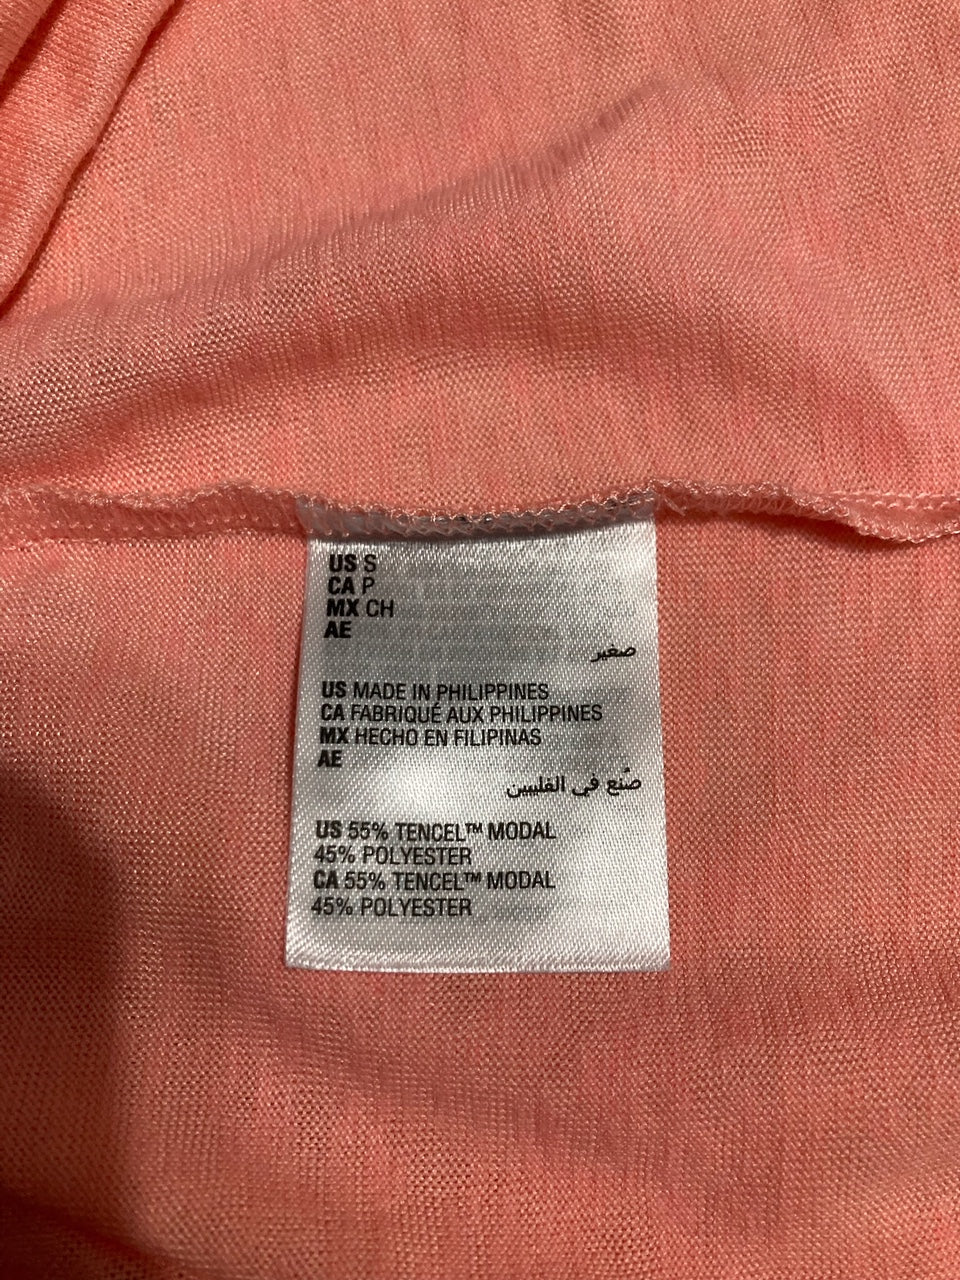 US S
CA P
MX CH
AE
صغير
US MADE IN PHILIPPINES
CA FABRIQUÉ AUX PHILIPPINES
MX HECHO EN FILIPINAS
AE
صُنع في الفلبين
US 55% TENCEL™ MODAL
45% POLYESTER
CA 55% TENCEL™ MODAL
45% POLYESTER